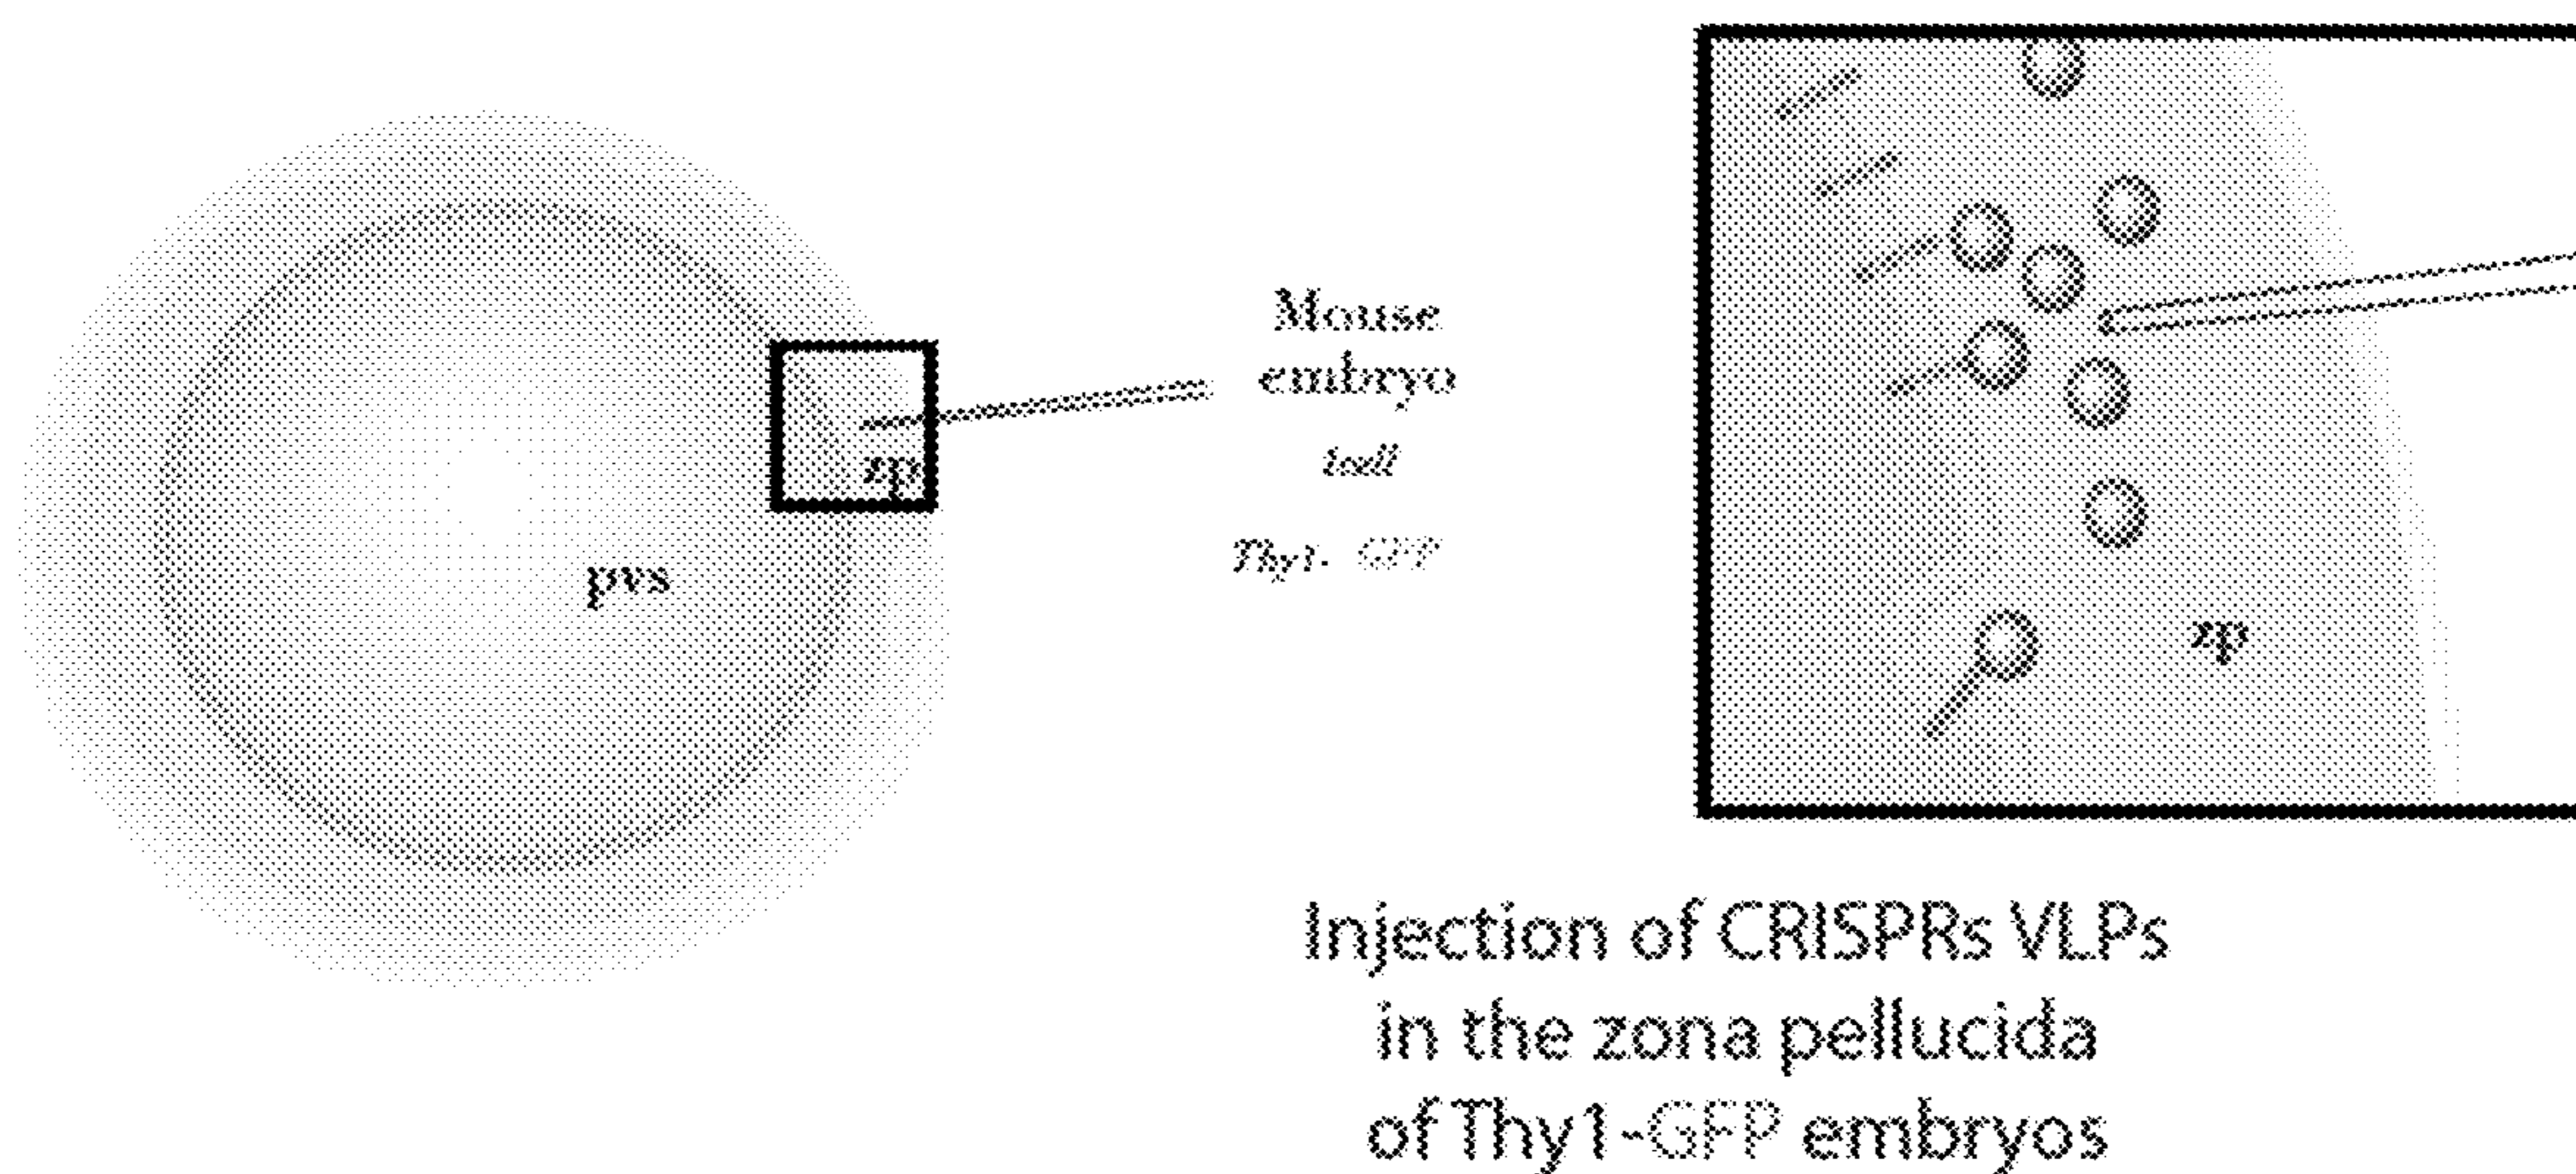 Mouse
embryo
1cell
Thy1- GFP
zp
pvs
zp
Injection of CRISPRs VLPs
in the zona pellucida
of Thy1-GFP embryos